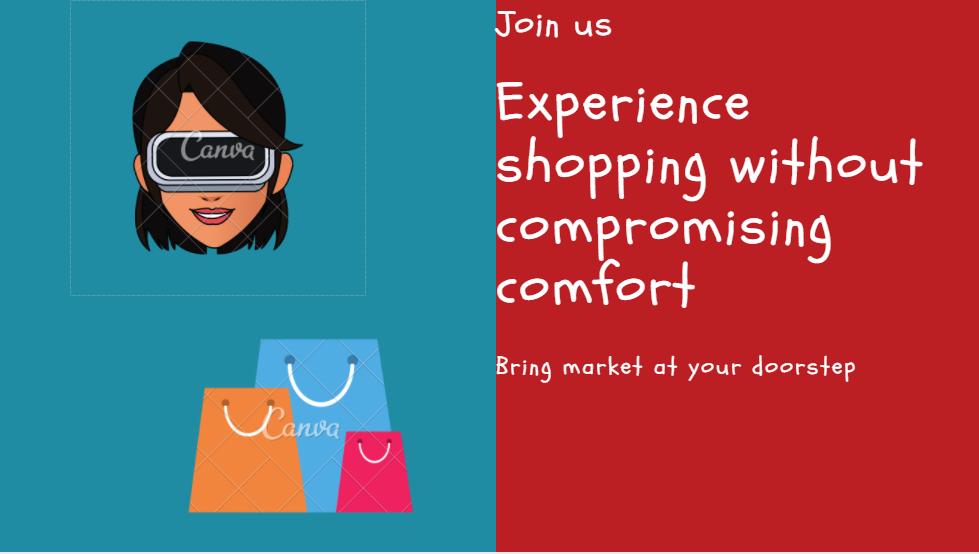 Canva
Canva
Join us
Experience
shopping without
compromising
comfort
Bring market at your doorstep